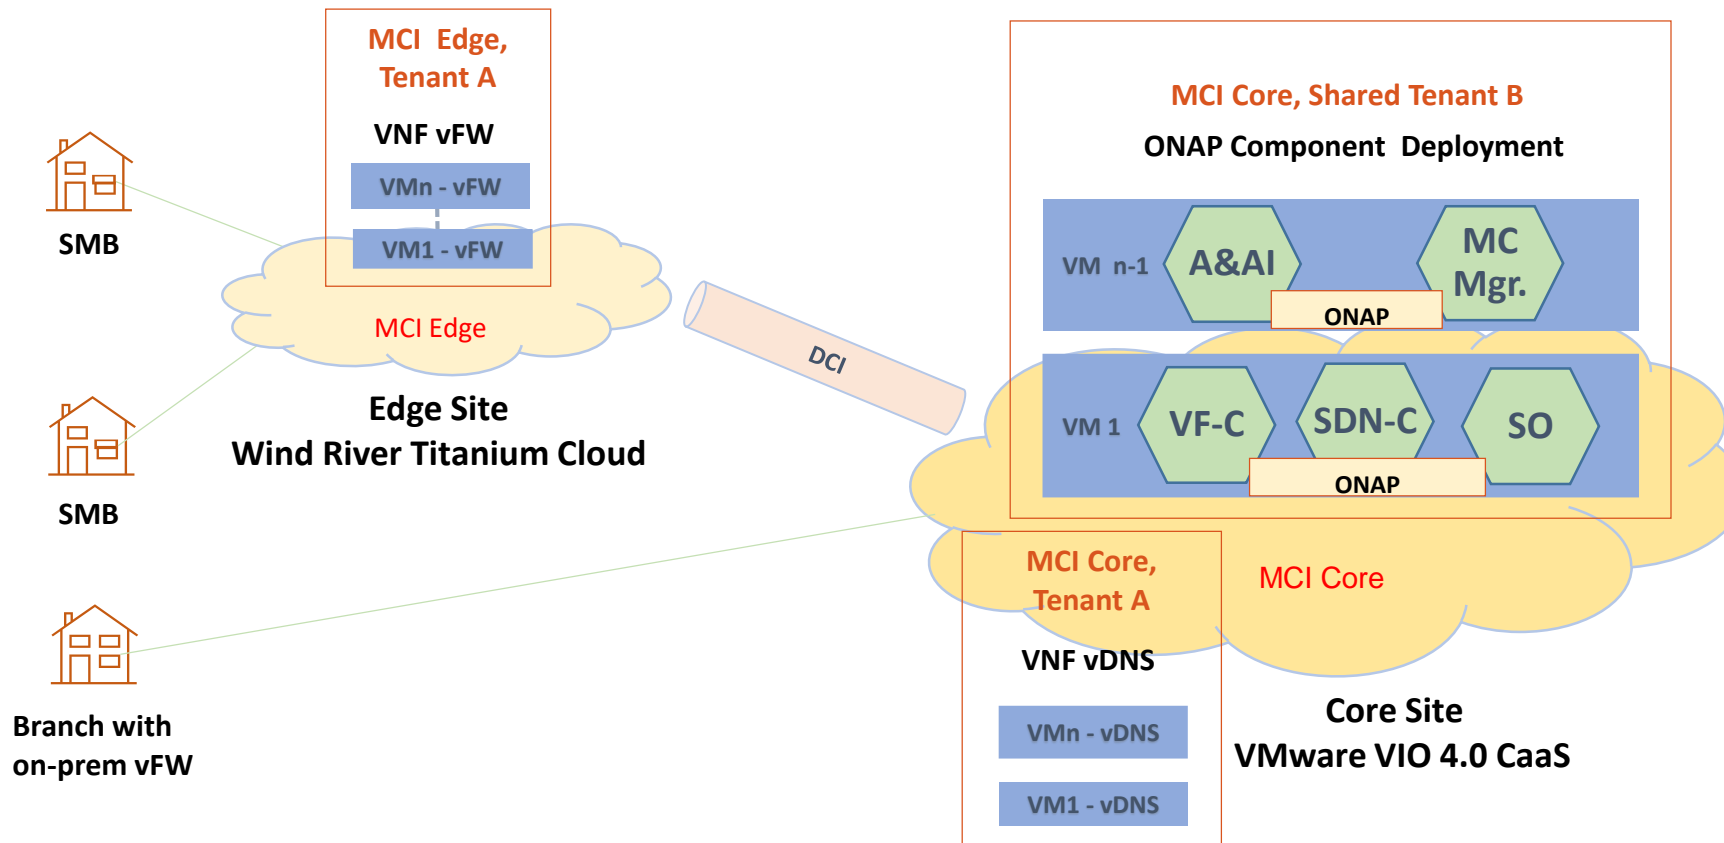 MCI Edge,
Tenant A
VNF vFW
VMn - vFW
VM1 - vFW
MCI Edge
Edge Site
Wind River Titanium Cloud
SMB
SMB
Branch with
on-prem vFW
DCI
MCI Core, Shared Tenant B
ONAP Component Deployment
VM n-1
A&AI
MC
Mgr.
ONAP
VM 1
VF-C
SDN-C
SO
ONAP
MCI Core
MCI Core,
Tenant A
VNF vDNS
VMn - vDNS
VM1 - vDNS
Core Site
VMware VIO 4.0 CaaS